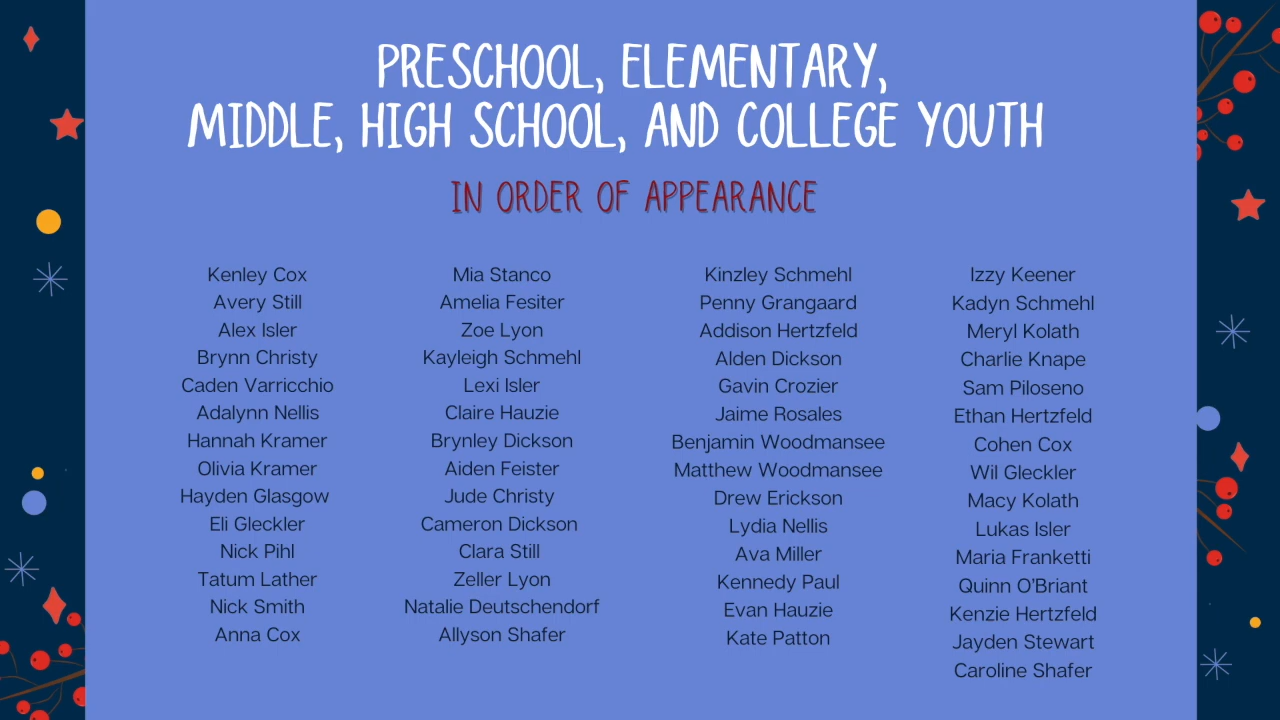 PRESCHOOL, ELEMENTARY,
MIDDLE, HIGH SCHOOL, AND COLLEGE YOUTH
IN ORDER OF APPEARANCE
Kenley Cox
Avery Still
Alex Isler
Brynn Christy
Caden Varricchio
Adalynn Nellis
Hannah Kramer
Olivia Kramer
Hayden Glasgow
Eli Gleckler
Nick Pihl
Tatum Lather
Nick Smith
Anna Cox
Mia Stanco
Amelia Fesiter
Zoe Lyon
Kayleigh Schmehl
Lexi Isler
Claire Hauzie
Brynley Dickson
Aiden Feister
Jude Christy
Cameron Dickson
Clara Still
Zeller Lyon
Natalie Deutschendorf
Allyson Shafer
Kinzley Schmehl
Penny Grangaard
Addison Hertzfeld
Alden Dickson
Gavin Crozier
Jaime Rosales
Benjamin Woodmansee
Matthew Woodmansee
Drew Erickson
Lydia Nellis
Ava Miller
Kennedy Paul
Evan Hauzie
Kate Patton
Izzy Keener
Kadyn Schmehl
Meryl Kolath
Charlie Knape
Sam Piloseno
Ethan Hertzfeld
Cohen Cox
Wil Gleckler
Macy Kolath
Lukas Isler
Maria Franketti
Quinn O'Briant
Kenzie Hertzfeld
Jayden Stewart
Caroline Shafer